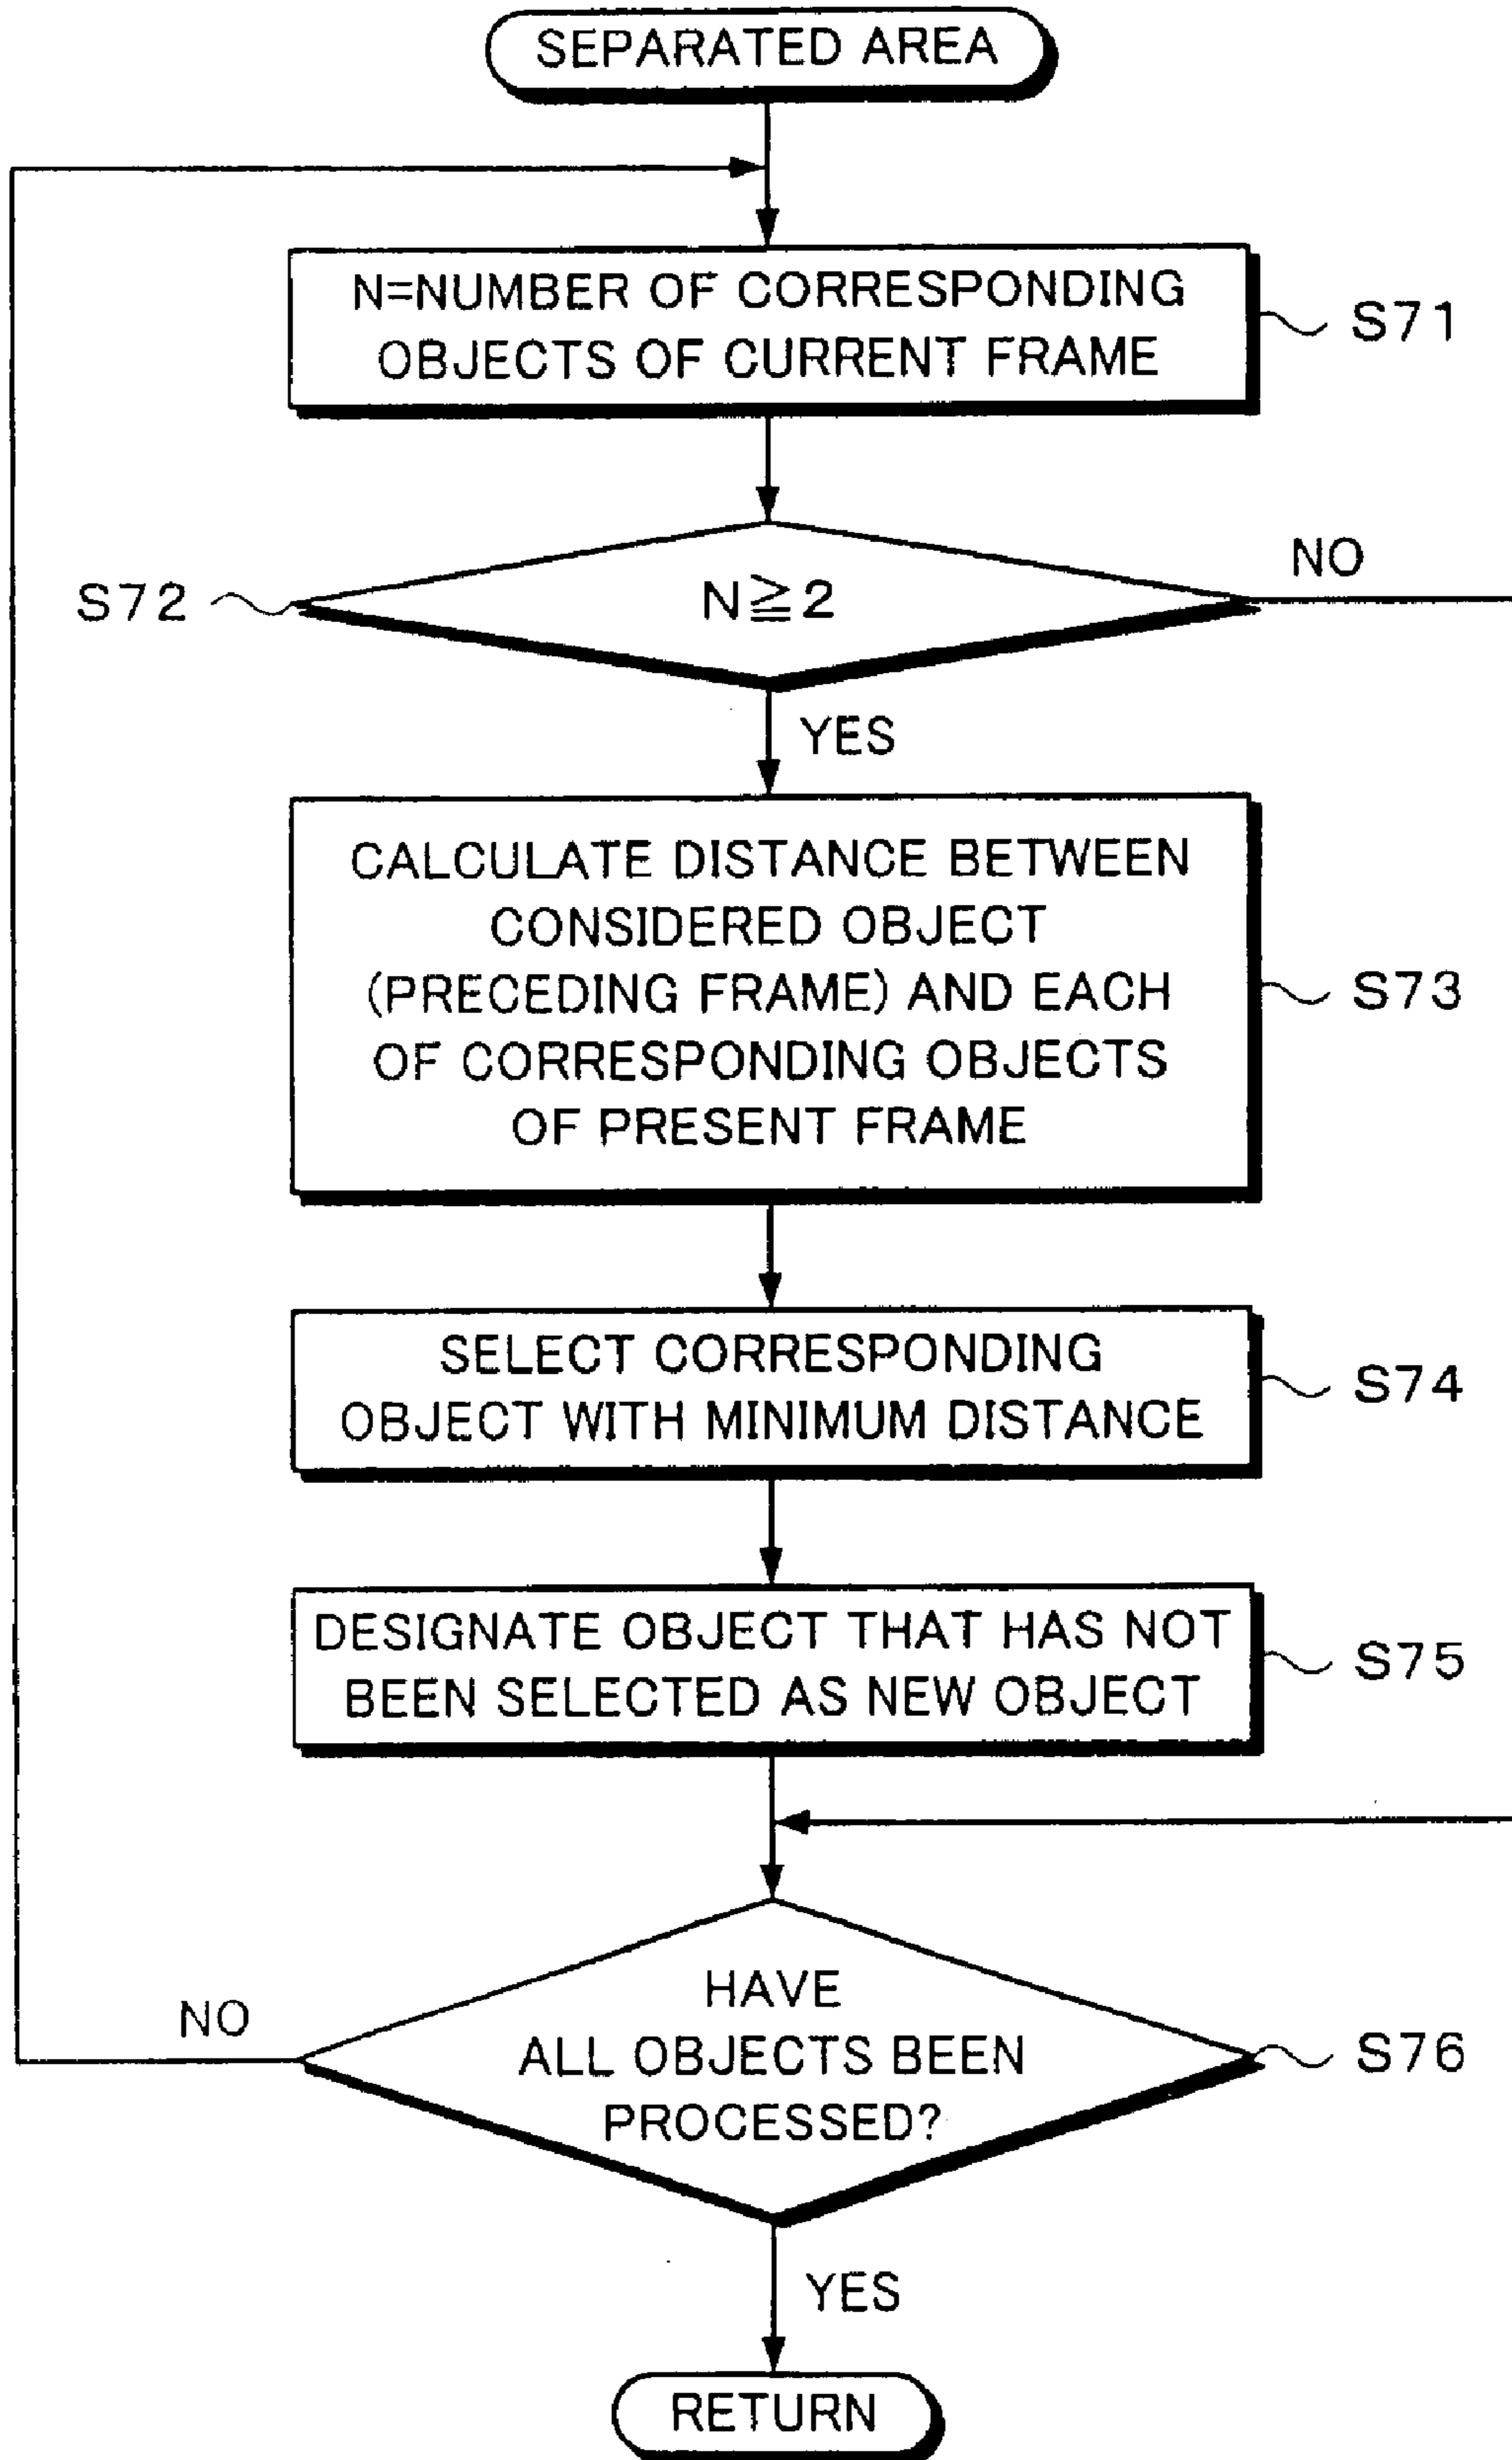 SEPARATED AREA
N=NUMBER OF CORRESPONDING
OBJECTS OF CURRENT FRAME
S71
NO
S72
N≧2
YES
CALCULATE DISTANCE BETWEEN
CONSIDERED OBJECT
(PRECEDING FRAME) AND EACH
OF CORRESPONDING OBJECTS
OF PRESENT FRAME
S73
SELECT CORRESPONDING
OBJECT WITH MINIMUM DISTANCE
S74
DESIGNATE OBJECT THAT HAS NOT
BEEN SELECTED AS NEW OBJECT
S75
NO
HAVE
ALL OBJECTS BEEN
PROCESSED?
S76
YES
RETURN